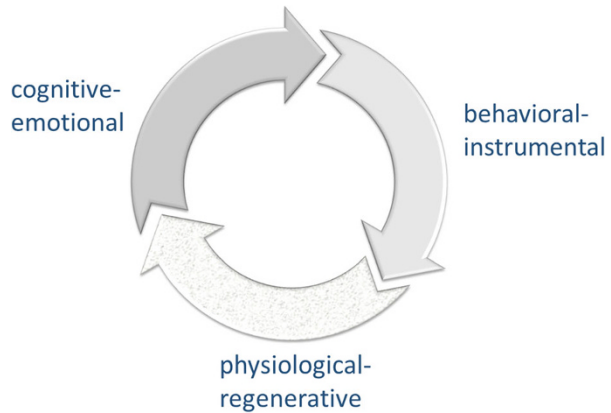 cognitive-
emotional
behavioral-
instrumental
physiological-
regenerative